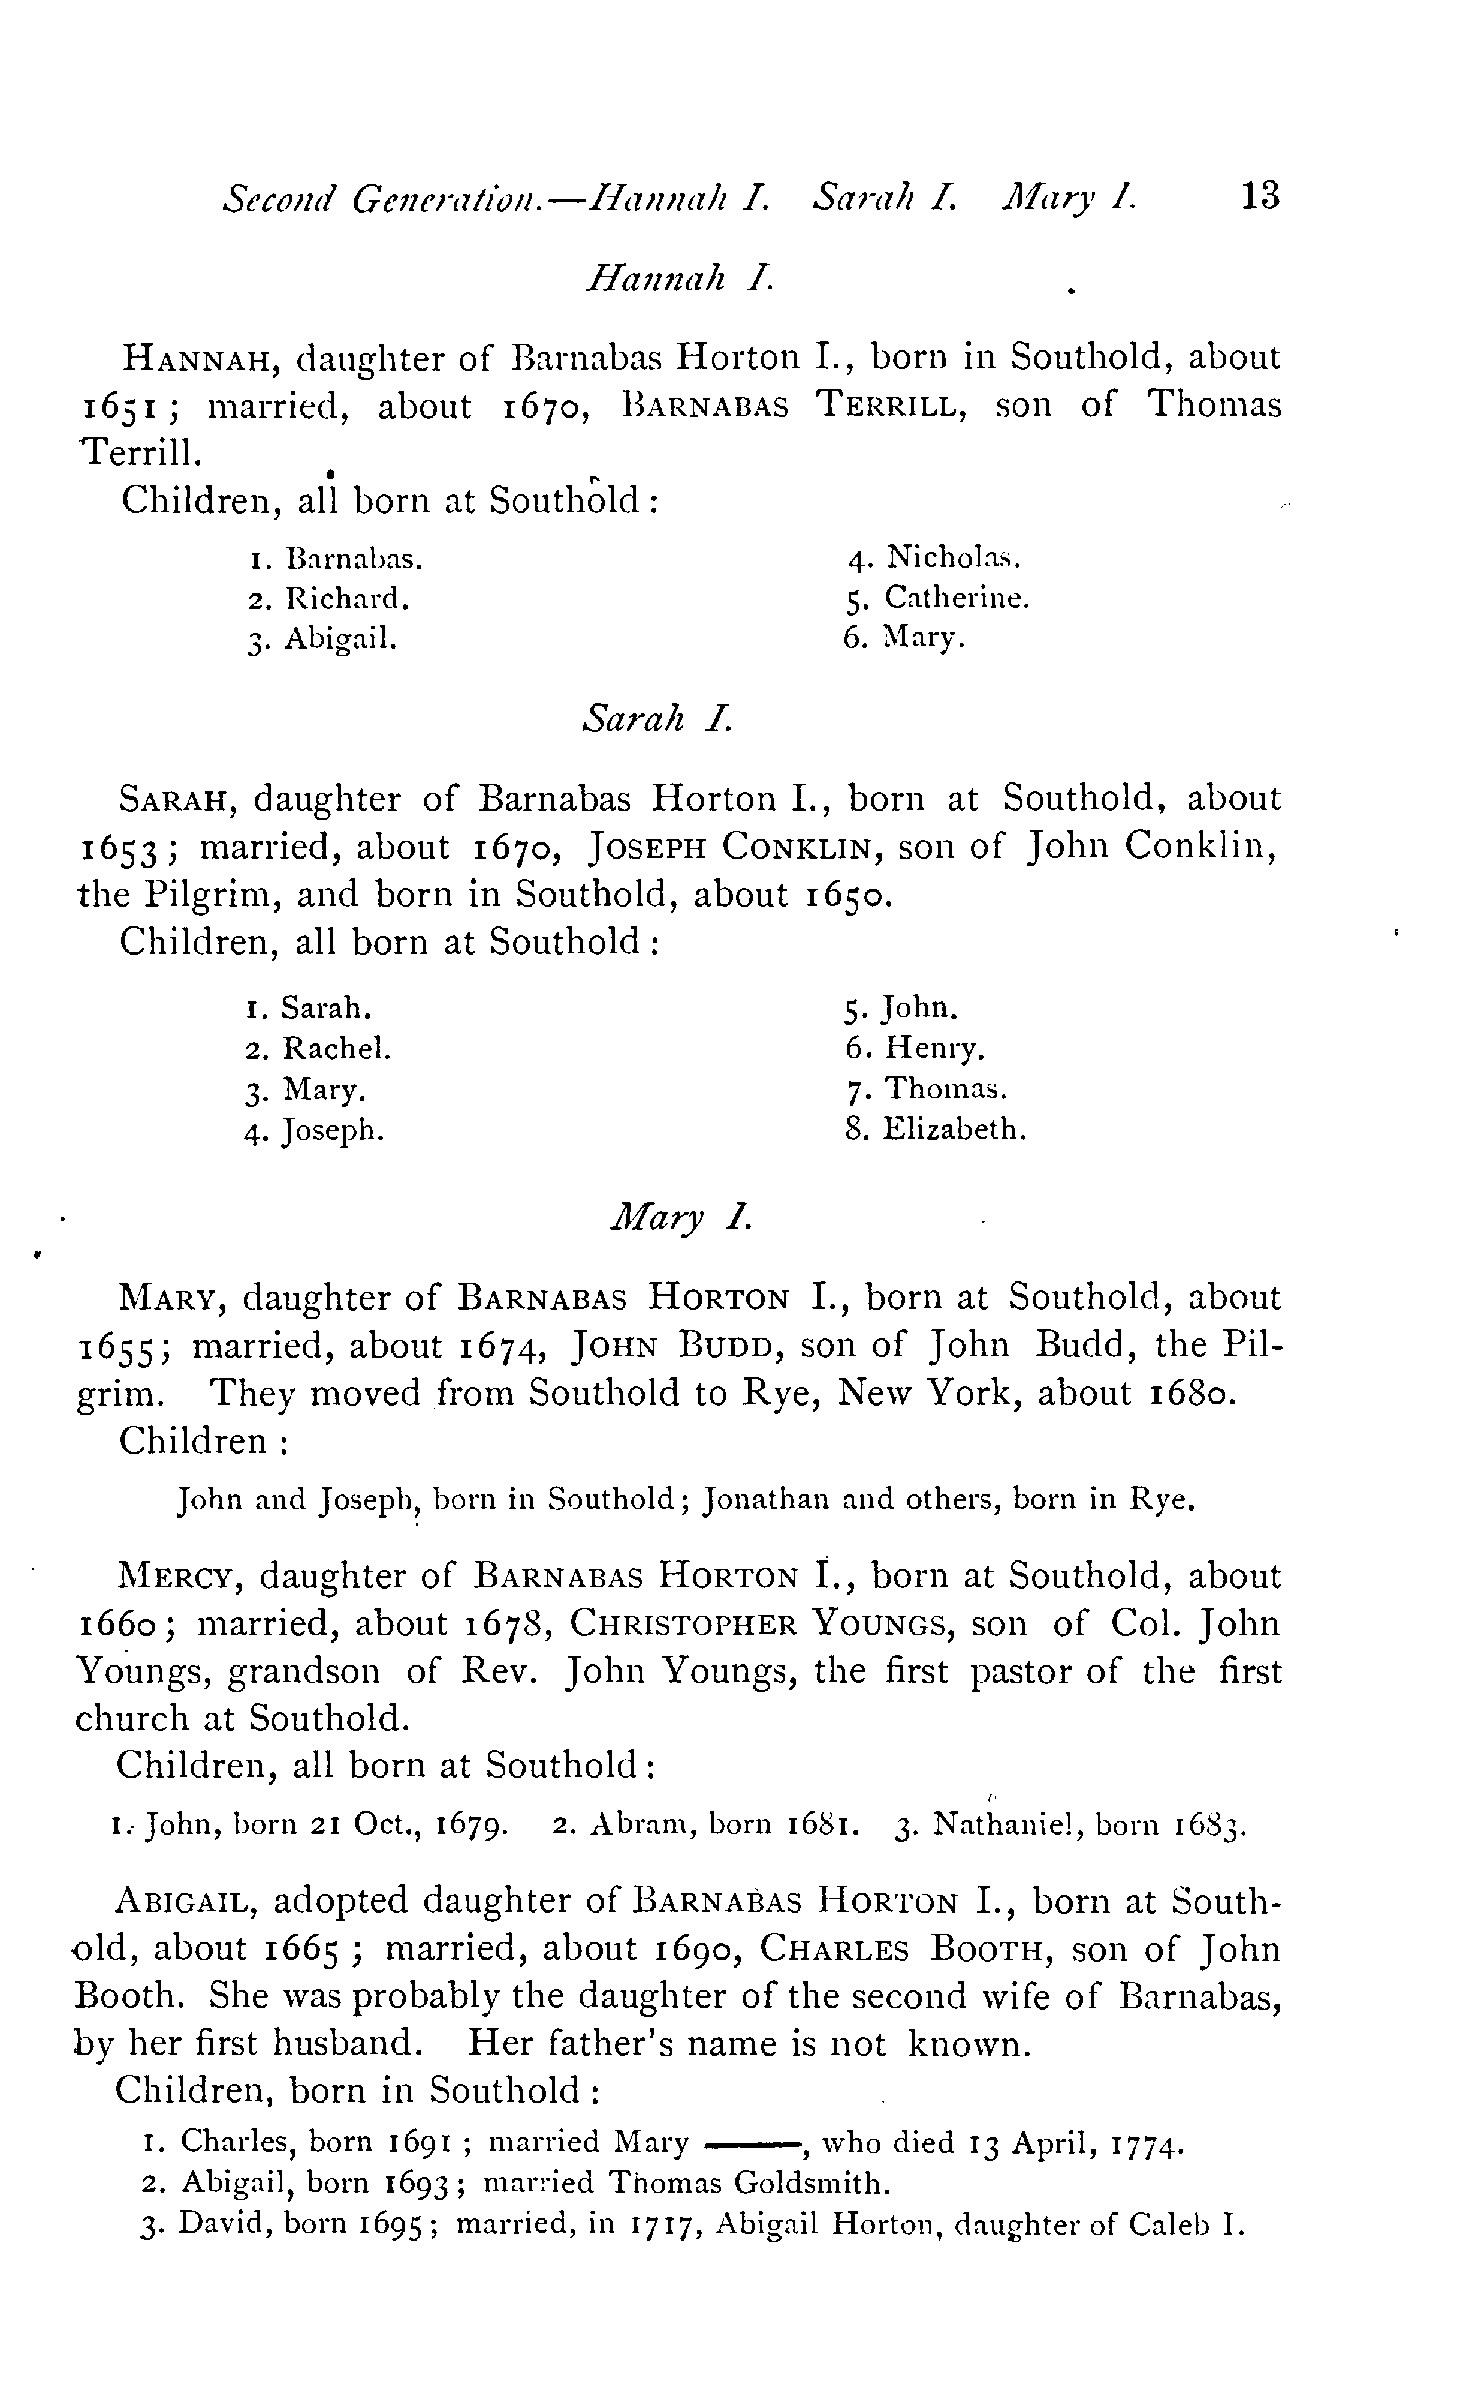 Second Generation.—Hannah I. Sarah I. Mary I. 13
Hannah I.
HANNAH, daughter of Barnabas Horton I., born in Southold, about
1651 ; married, about 1670, BARNABAS TERRILL, son of Thomas
Terrill.
Children, all born at Southold :
1. Barnabas. 4. Nicholas.
2. Richard. 5. Catherine.
3. Abigail. 6. Mary.
Sarah I.
SARAH, daughter of Barnabas Horton I., born at Southold, about
1653 ; married, about 1670, JOSEPH CONKLIN, son of John Conklin,
the Pilgrim, and born in Southold, about 1650.
Children, all born at Southold :
1. Sarah. 5. John.
2. Rachel. 6. Henry.
3. Mary. 7. Thomas.
4. Joseph. 8. Elizabeth.
Mary I.
MARY, daughter of BARNABAS HORTON I., born at Southold, about
1655; married, about 1674, JOHN BUDD, son of John Budd, the Pil-
grim. They moved from Southold to Rye, New York, about 1680.
Children :
John and Joseph, born in Southold; Jonathan and others, born in Rye.
MERCY, daughter of BARNABAS HORTON I., born at Southold, about
1660 ; married, about 1678, CHRISTOPHER YOUNGS, son of Col. John
Youngs, grandson of Rev. John Youngs, the first pastor of the first
church at Southold.
Children, all born at Southold :
1. John, born 21 Oct., 1679. 2. Abram, born 1681. 3. Nathaniel, born 1683.
ABIGAIL, adopted daughter of BARNABAS HORTON I., born at South-
old, about 1665 ; married, about 1690, CHARLES BOOTH, son of John
Booth. She was probably the daughter of the second wife of Barnabas,
by her first husband. Her father's name is not known.
Children, born in Southold :
1. Charles, born 1691 ; married Mary ———, who died 13 April, 1774.
2. Abigail, born 1693 ; married Thomas Goldsmith.
3. David, born 1695 ; married, in 1717, Abigail Horton, daughter of Caleb I.